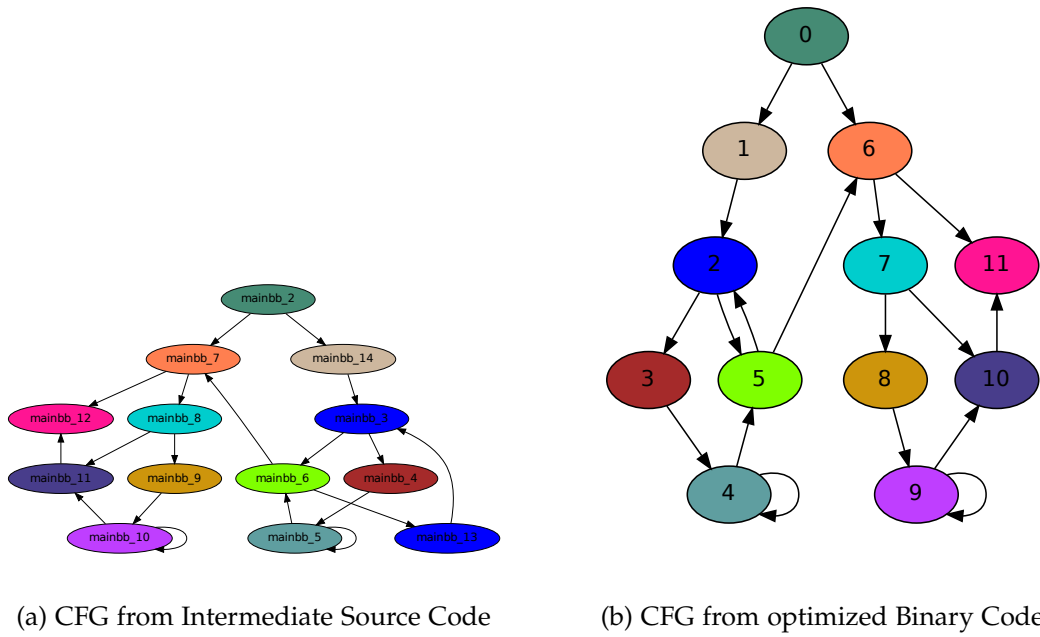 0
1
6
2
7
11
3
5
8
10
4
9
mainbb_2
mainbb_7
mainbb_14
mainbb_12
mainbb_8
mainbb_3
mainbb_11
mainbb_9
mainbb_6
mainbb_4
mainbb_10
mainbb_5
mainbb_13
(a) CFG from Intermediate Source Code
(b) CFG from optimized Binary Code